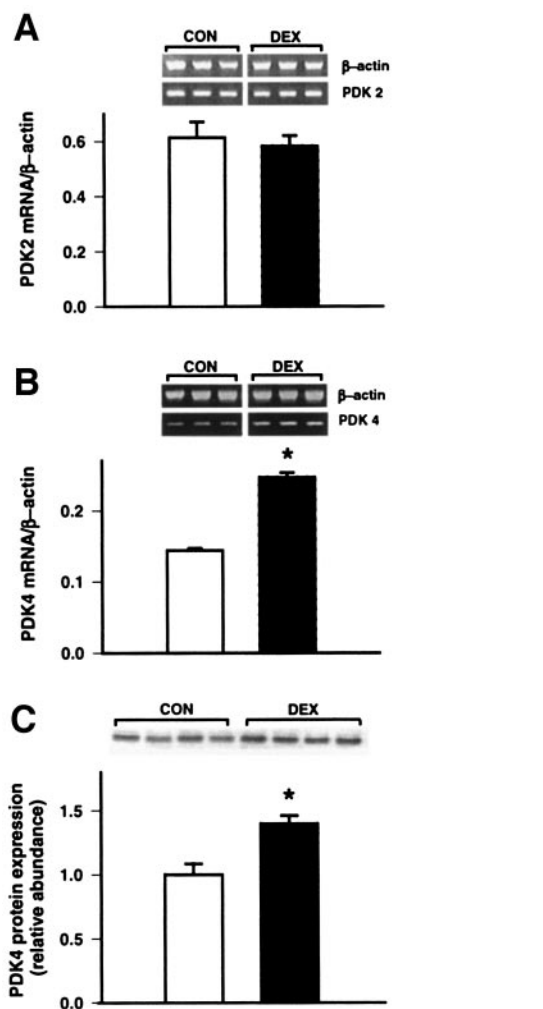 A
CON DEX
β–actin
PDK 2
PDK2 mRNA/β–actin
0.6
0.4
0.2
0.0
B
CON DEX
β–actin
PDK 4
*
PDK4 mRNA/β–actin
0.2
0.1
0.0
C
CON DEX
*
PDK4 protein expression
(relative abundance)
1.5
1.0
0.5
0.0